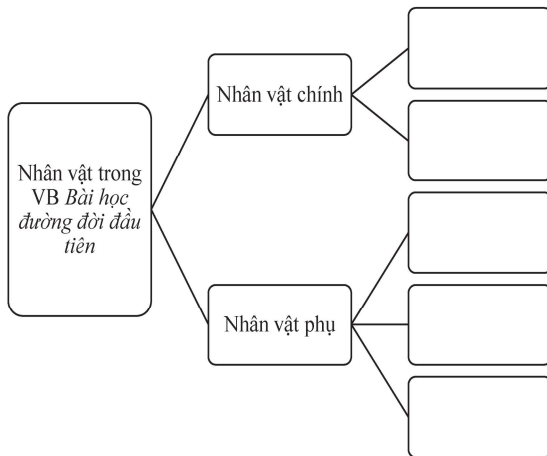 Nhân vật trong
VB Bài học
đường đời đầu
tiên
Nhân vật chính
Nhân vật phụ